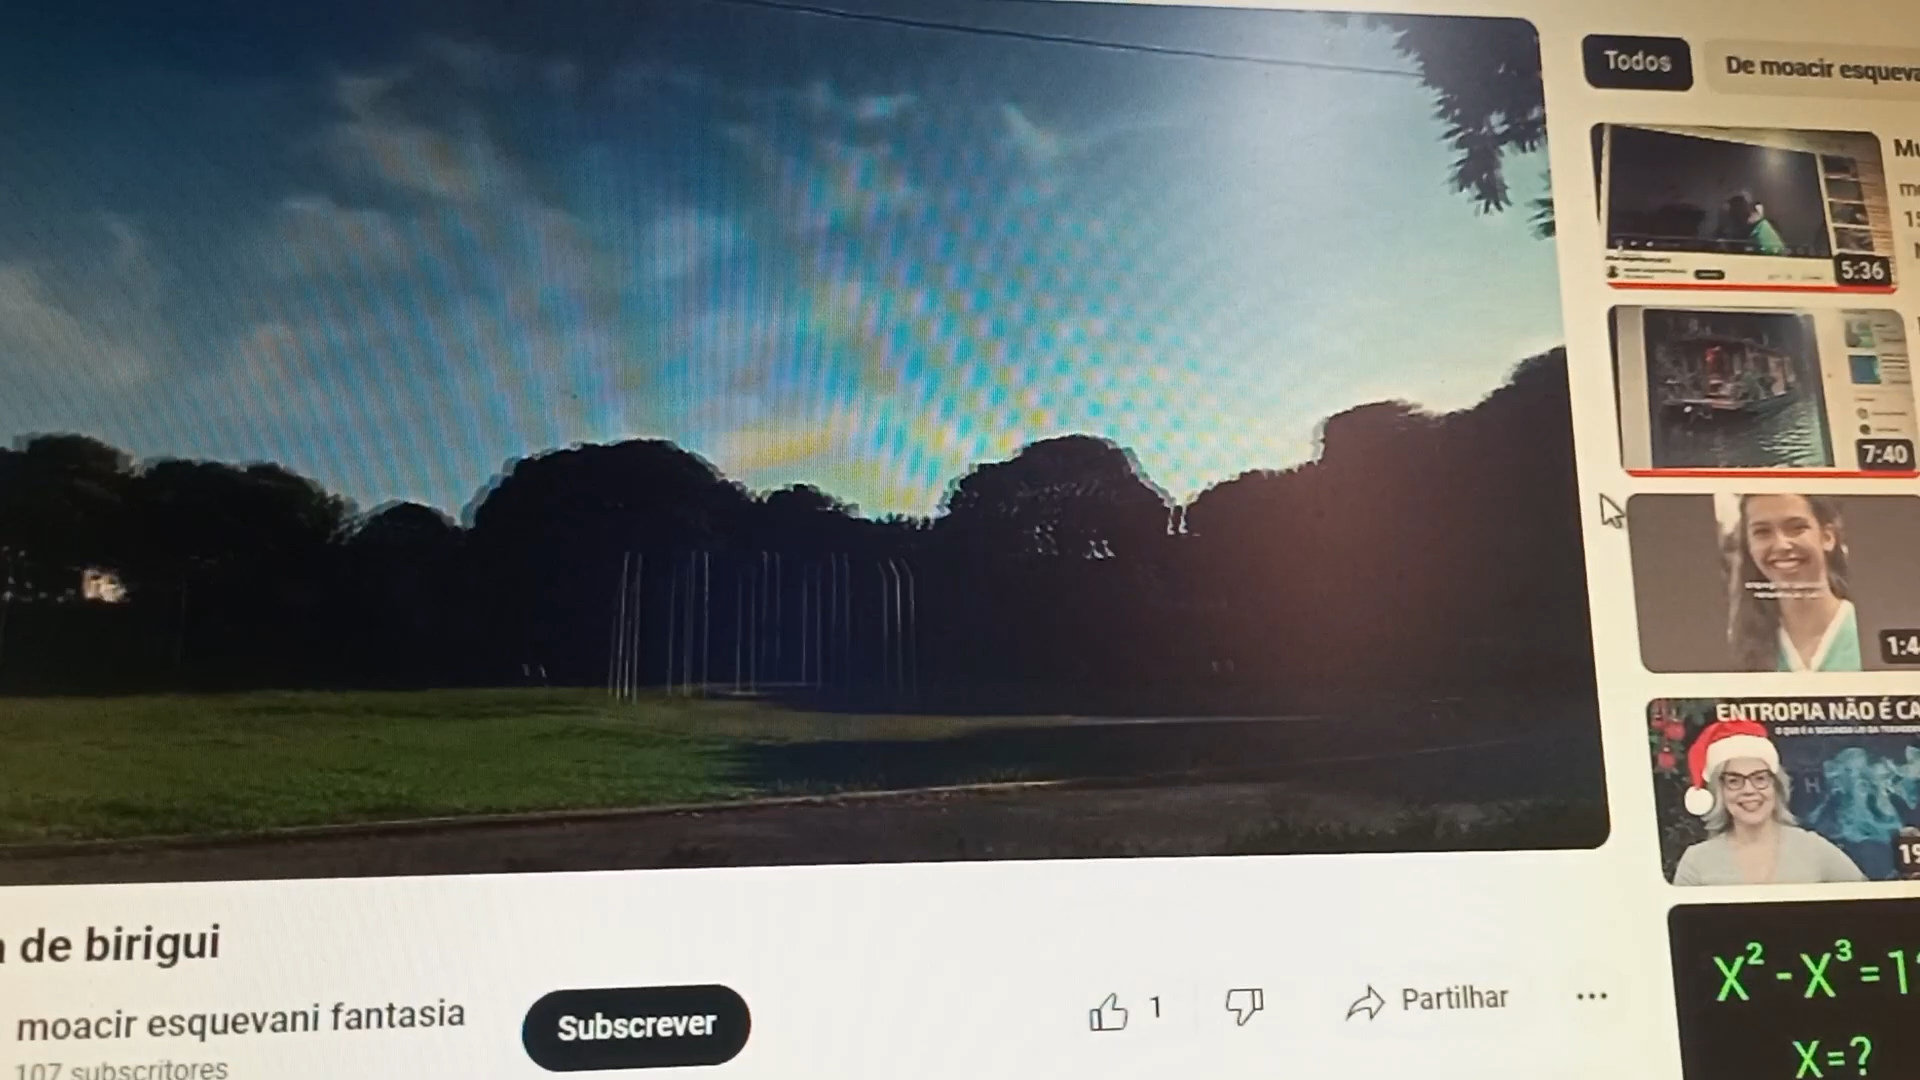 Todos
De moacir esqueva
5:36
7:40
1:4
ENTROPIA NÃO É CA
19
X² - X³ = 1
X=?
de birigui
moacir esquevani fantasia
107 subscritores
Subscrever
1
Partilhar